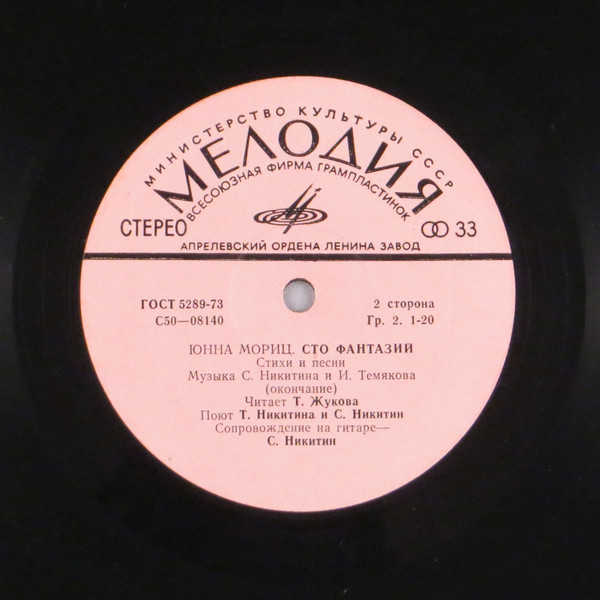 МИНИСТЕРСТВО КУЛЬТУРЫ СССР
МЕЛОДИЯ
ВСЕСОЮЗНАЯ ФИРМА ГРАМПЛАСТИНОК
СТЕРЕО 33
АПРЕЛЕВСКИЙ ОРДЕНА ЛЕНИНА ЗАВОД
ГОСТ 5289-73 2 сторона
С50—08140 Гр. 2. 1-20
ЮННА МОРИЦ. СТО ФАНТАЗИЙ
Стихи и песни
Музыка С. Никитина и И. Темякова
(окончание)
Читает Т. Жукова
Поют Т. Никитина и С. Никитин
Сопровождение на гитаре—
С. Никитин